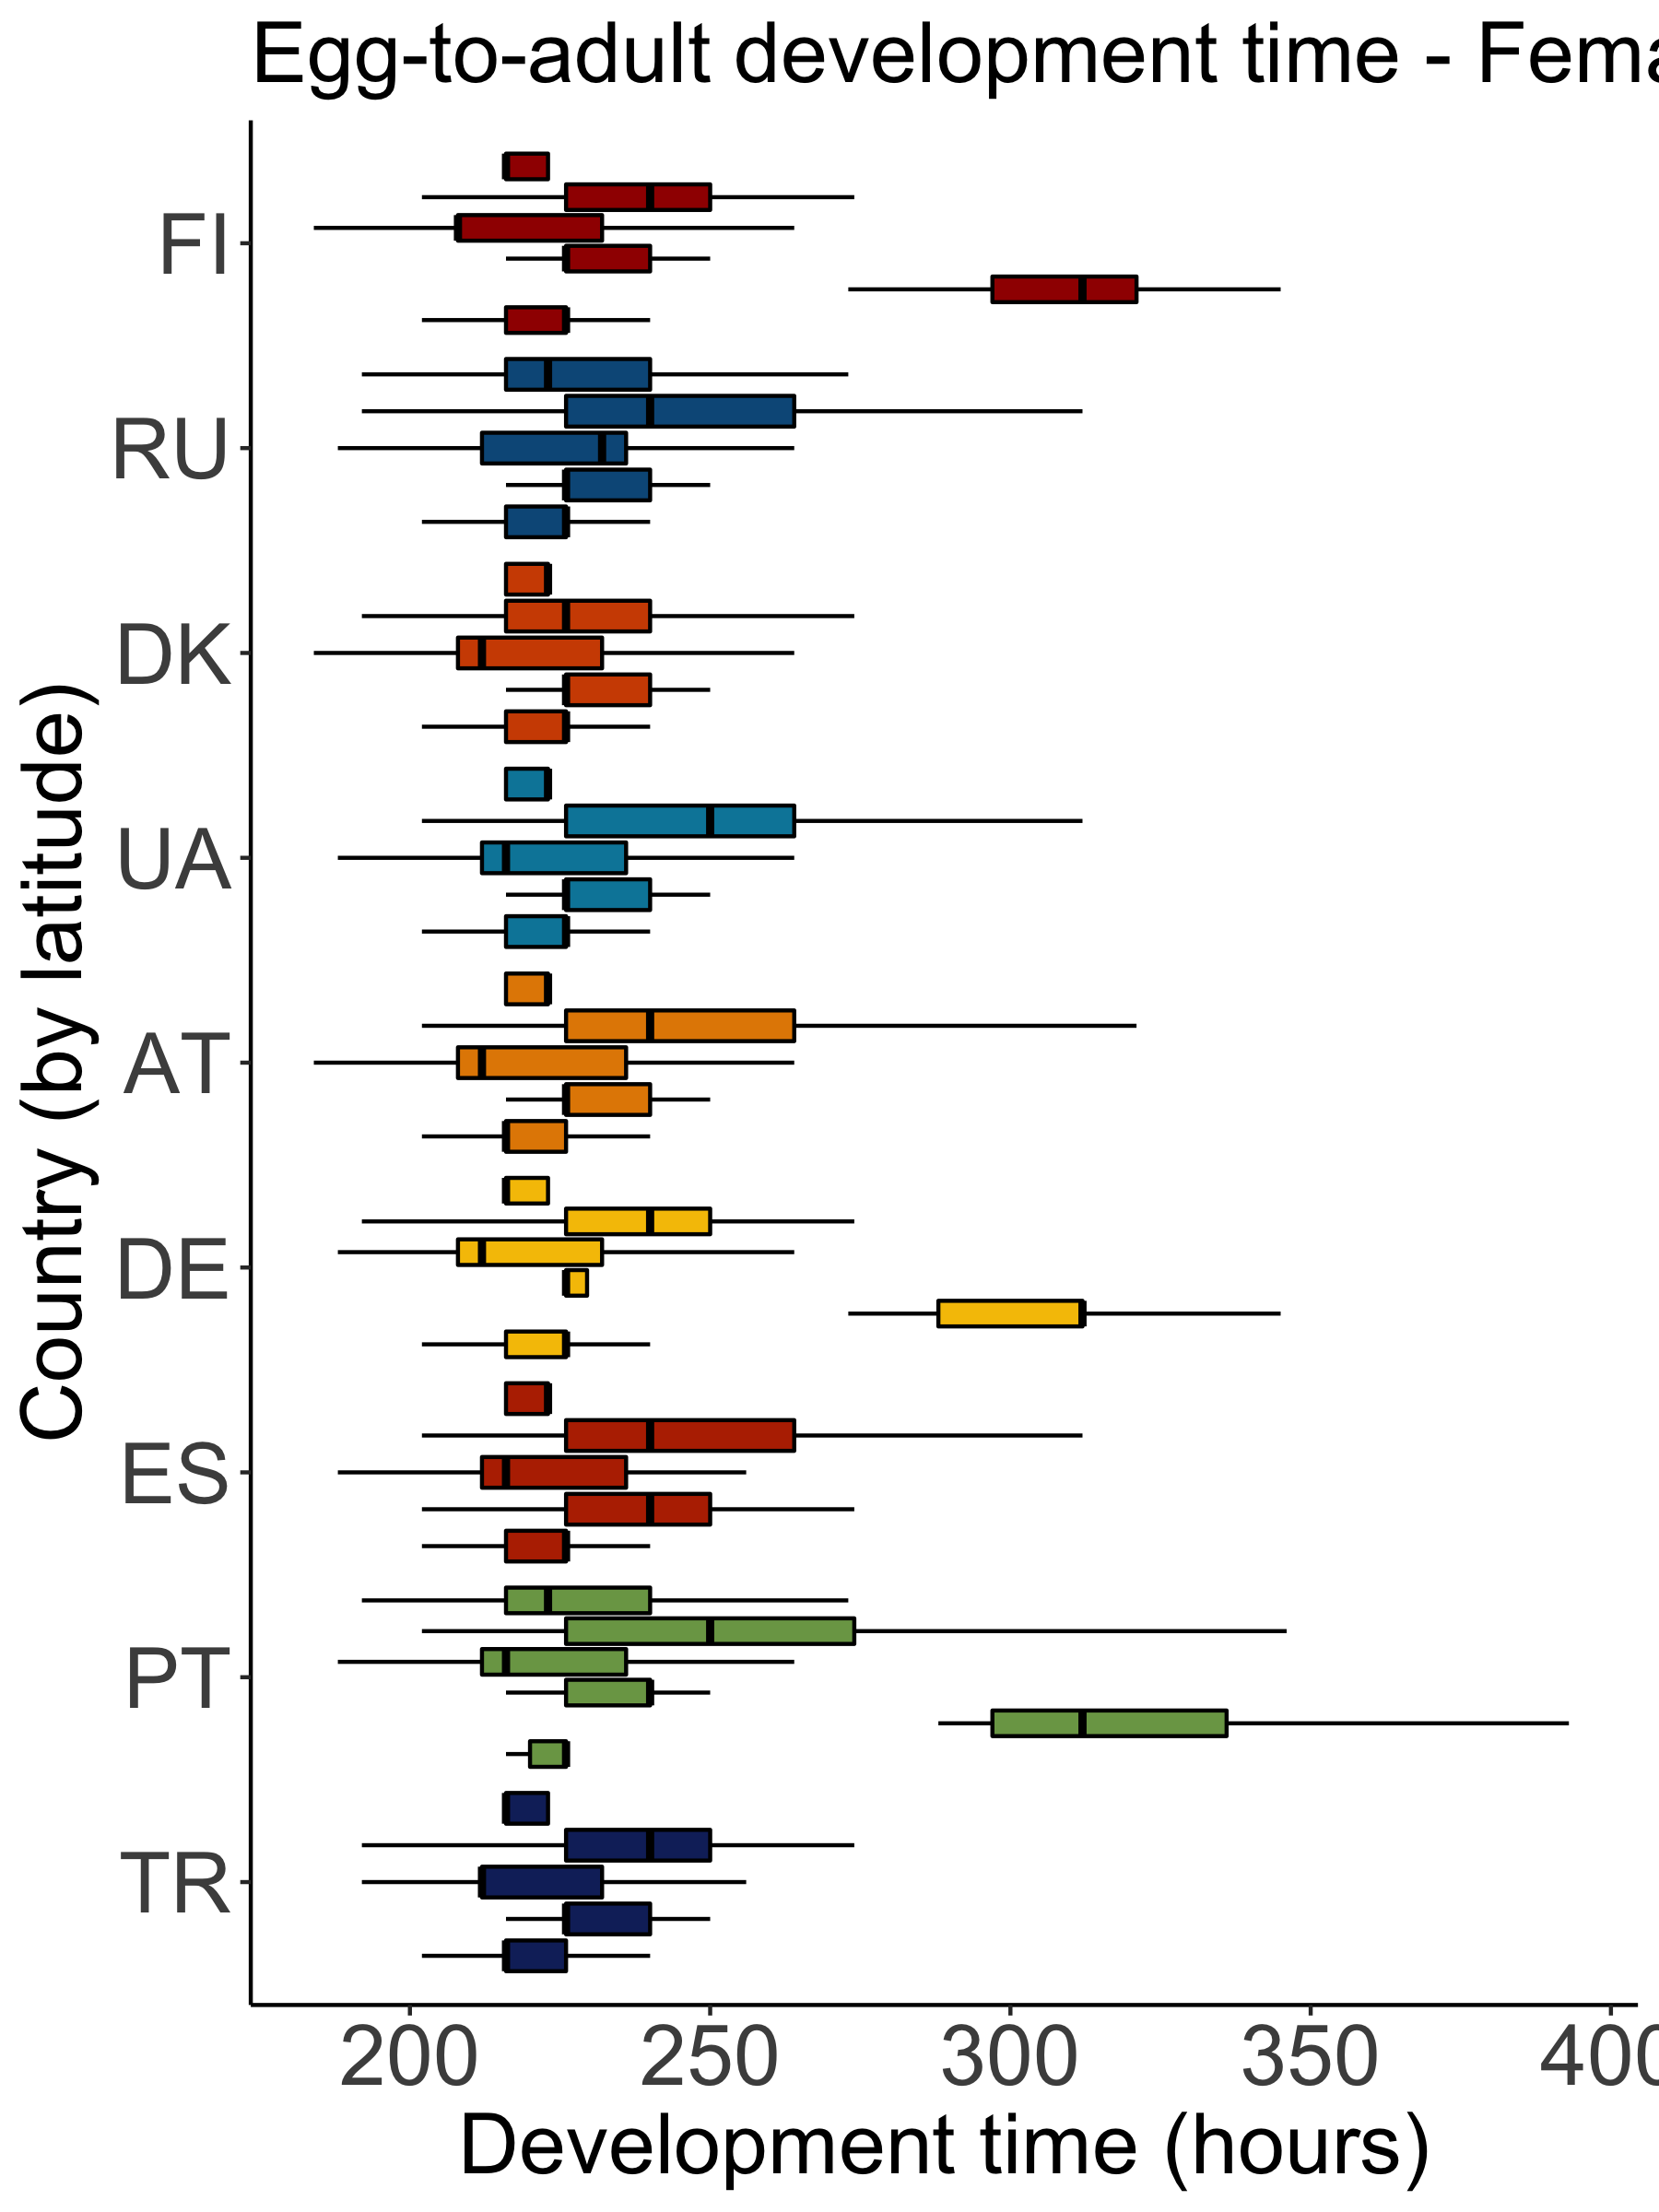 Egg-to-adult development time - Fema
Country (by latitude)
FI
RU
DK
UA
AT
DE
ES
PT
TR
200 250 300 350 400
Development time (hours)